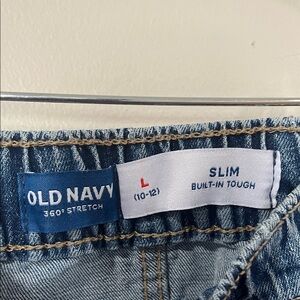 OLD NAVY
360° STRETCH
L
(10-12)
SLIM
BUILT-IN TOUGH